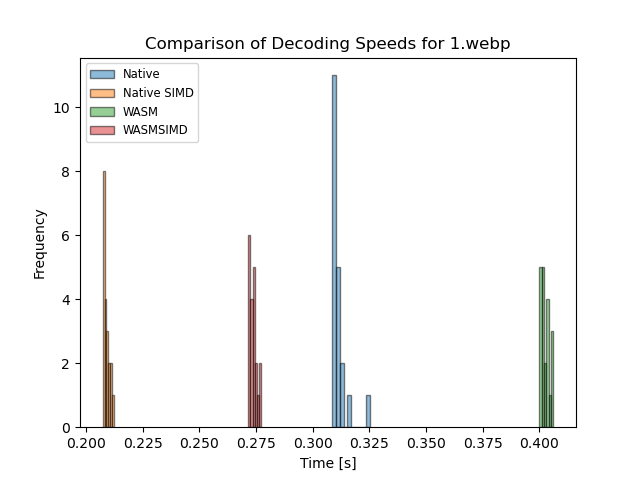 Comparison of Decoding Speeds for 1.webp
Native
Native SIMD
WASM
WASMSIMD
Frequency
10
8
6
4
2
0
0.200 0.225 0.250 0.275 0.300 0.325 0.350 0.375 0.400
Time [s]